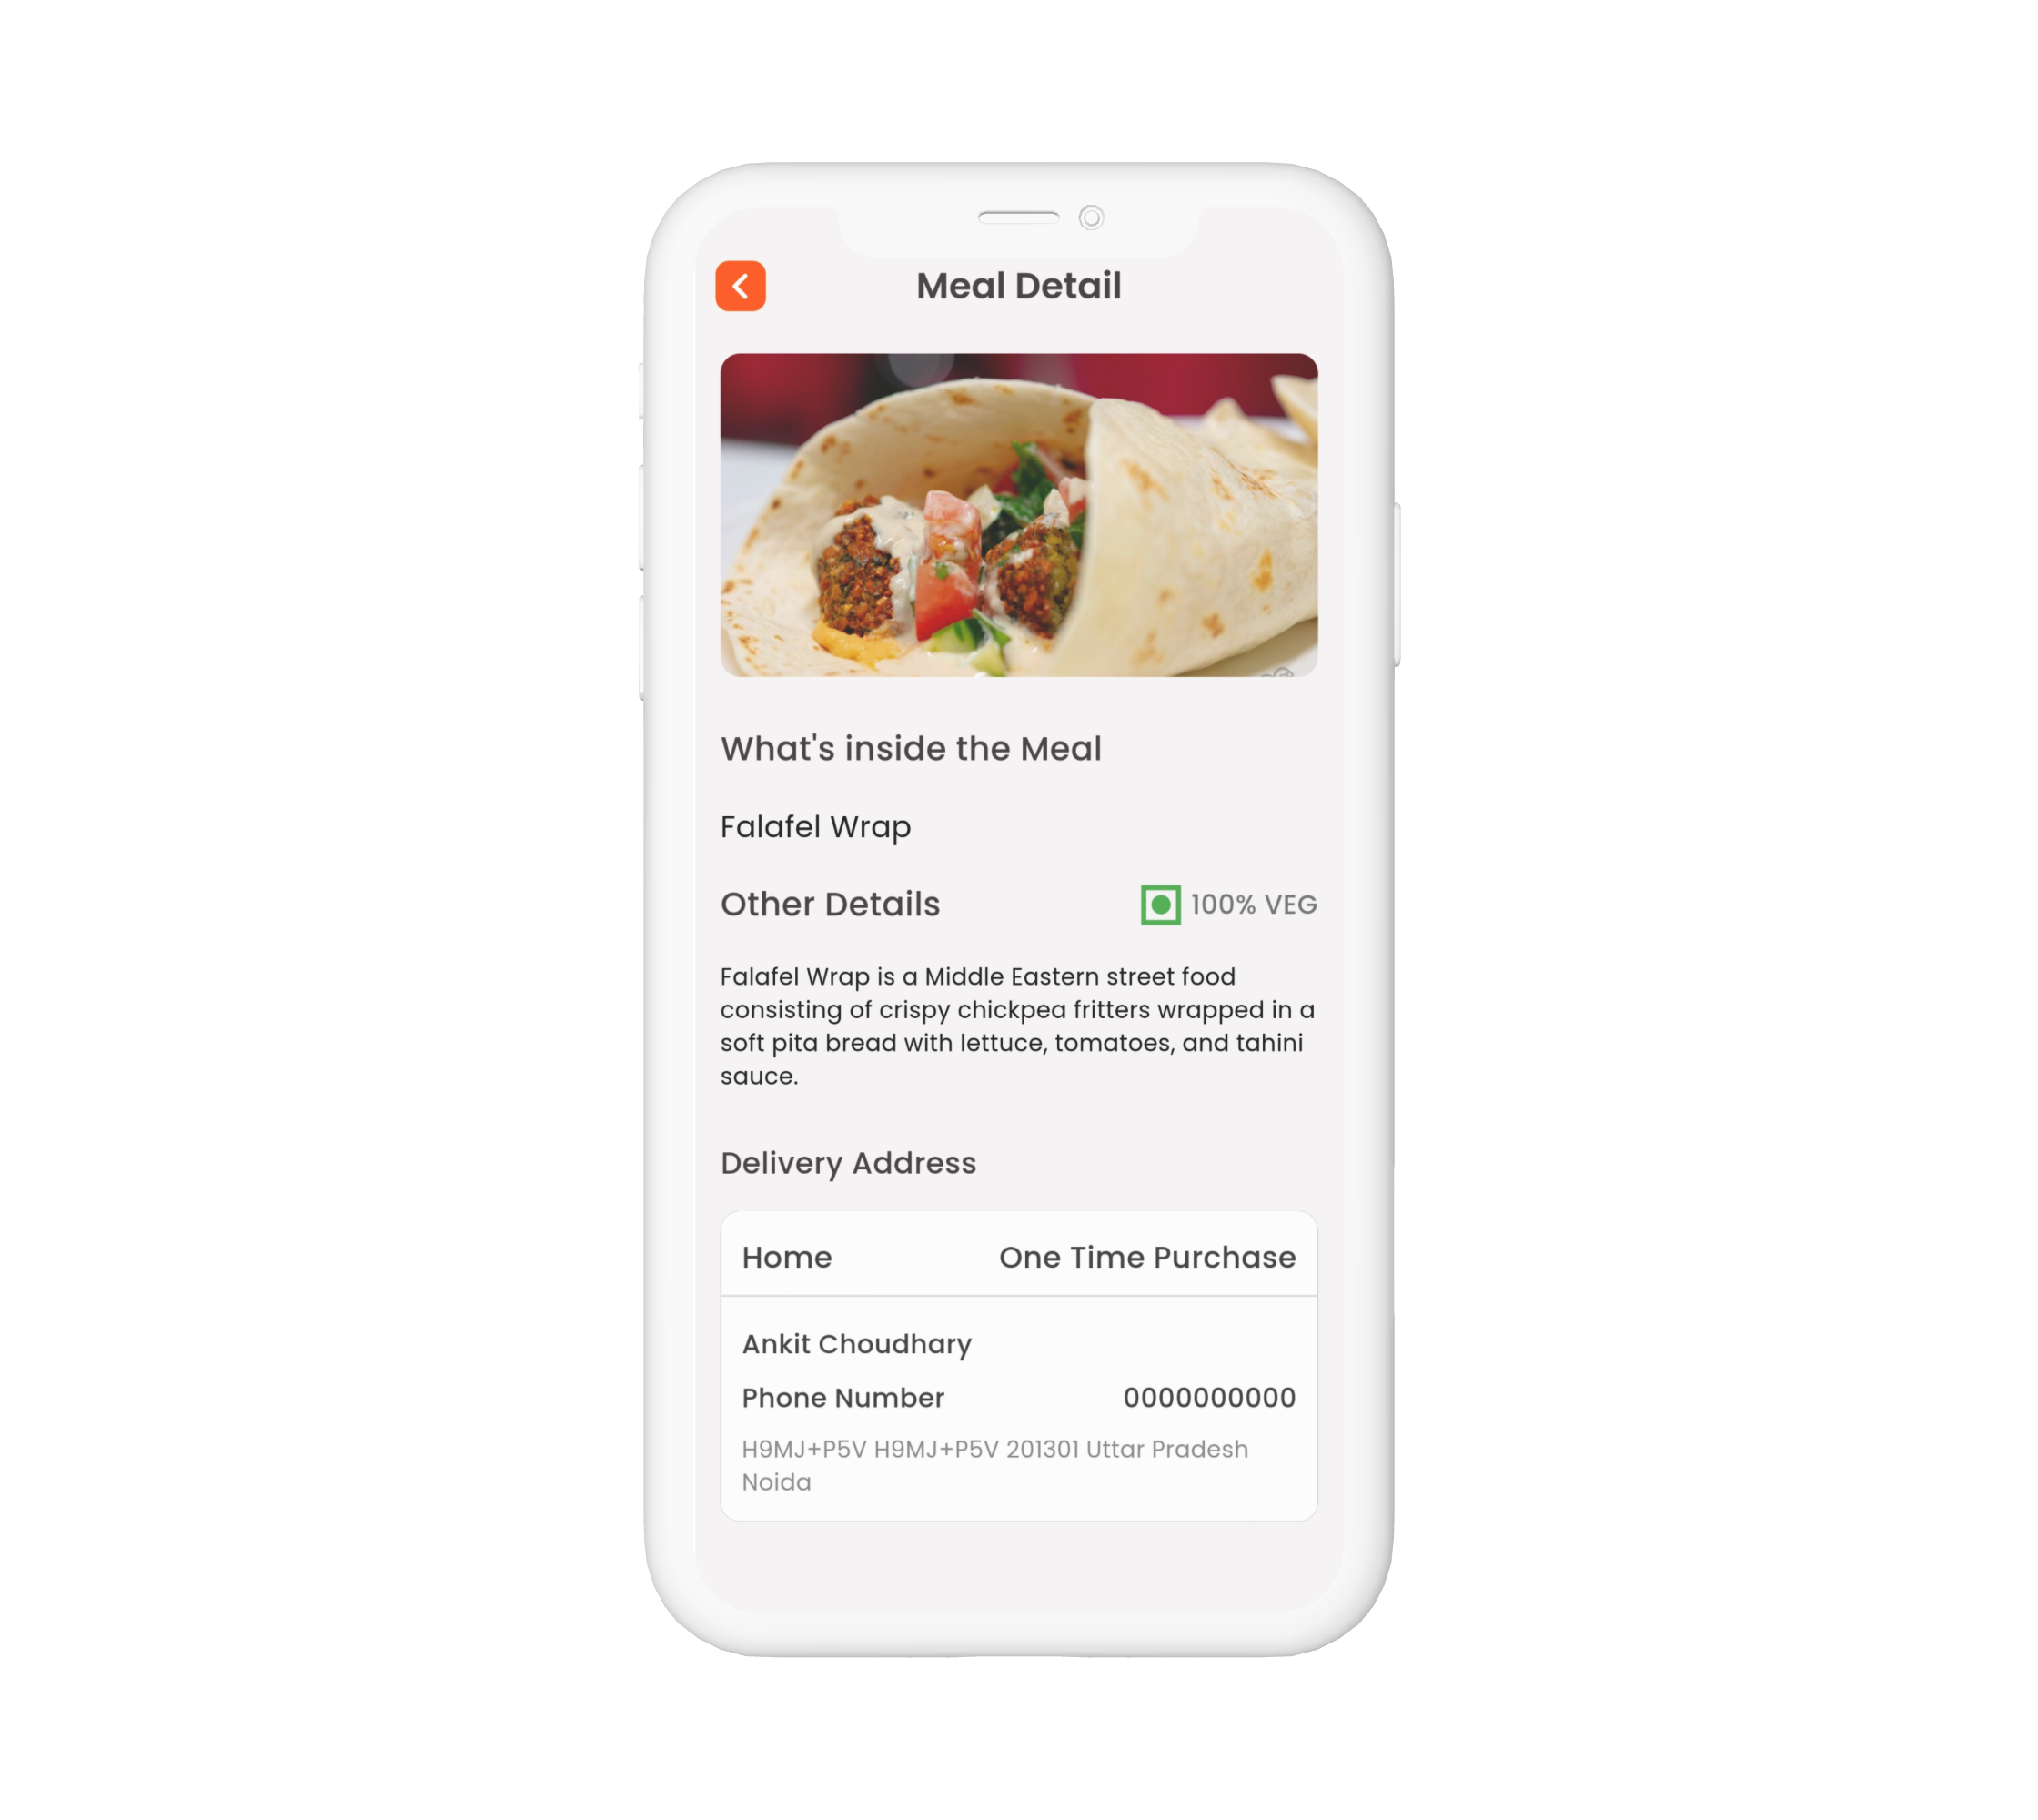 Meal Detail
What's inside the Meal
Falafel Wrap
Other Details
100% VEG
Falafel Wrap is a Middle Eastern street food
consisting of crispy chickpea fritters wrapped in a
soft pita bread with lettuce, tomatoes, and tahini
sauce.
Delivery Address
Home
One Time Purchase
Ankit Choudhary
Phone Number
0000000000
H9MJ+P5V H9MJ+P5V 201301 Uttar Pradesh
Noida